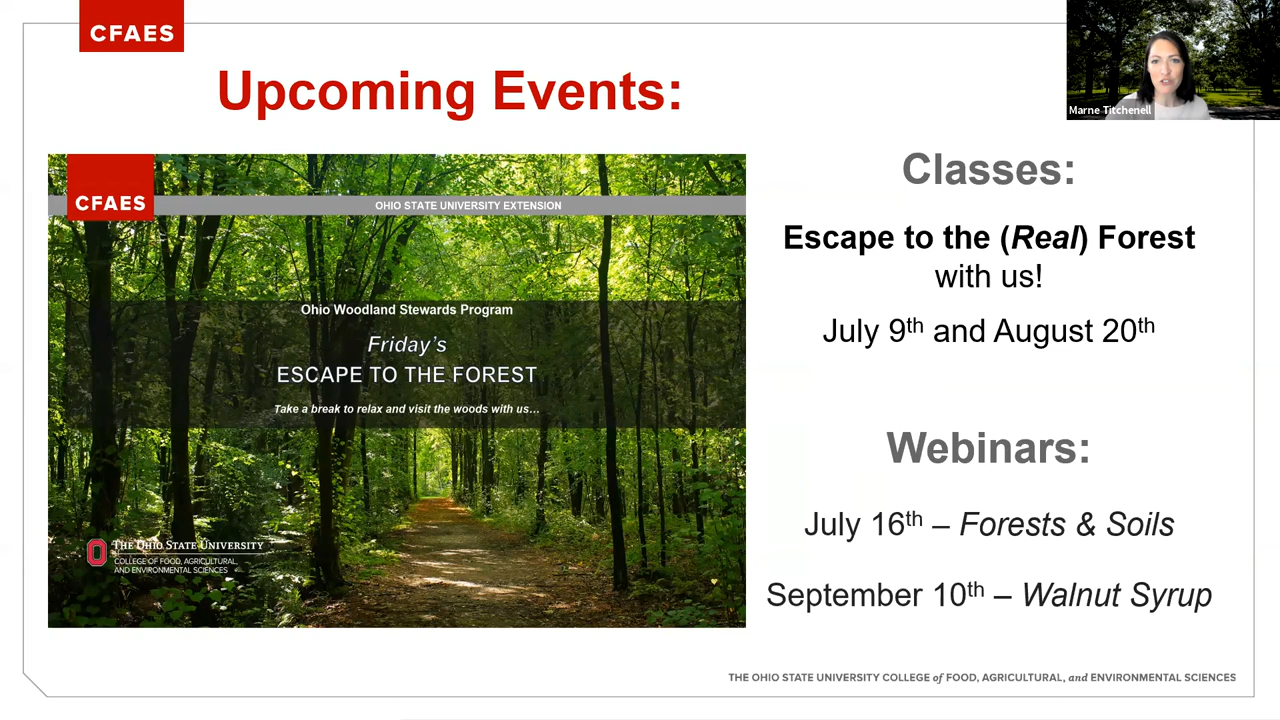 CFAES
Upcoming Events:
Marne Titchenell
CFAES
OHIO STATE UNIVERSITY EXTENSION
Ohio Woodland Stewards Program
Friday's
ESCAPE TO THE FOREST
Take a break to relax and visit the woods with us...
THE OHIO STATE UNIVERSITY
COLLEGE OF FOOD, AGRICULTURAL,
AND ENVIRONMENTAL SCIENCES
Classes:
Escape to the (Real) Forest
with us!
July 9th and August 20th
Webinars:
July 16th – Forests & Soils
September 10th – Walnut Syrup
THE OHIO STATE UNIVERSITY COLLEGE of FOOD, AGRICULTURAL, and ENVIRONMENTAL SCIENCES